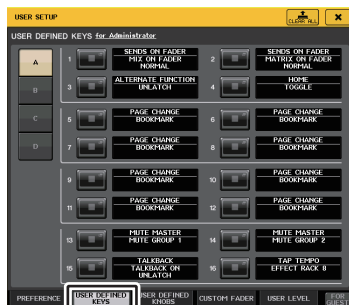 USER SETUP
CLEAR ALL
USER DEFINED KEYS for Administrator
A
B
C
D
1 SENDS ON FADER
MIX ON FADER
NORMAL
2 SENDS ON FADER
MATRIX ON FADER
NORMAL
3 ALTERNATE FUNCTION
UNLATCH
4 HOME
TOGGLE
5 PAGE CHANGE
BOOKMARK
6 PAGE CHANGE
BOOKMARK
7 PAGE CHANGE
BOOKMARK
8 PAGE CHANGE
BOOKMARK
9 PAGE CHANGE
BOOKMARK
10 PAGE CHANGE
BOOKMARK
11 PAGE CHANGE
BOOKMARK
12 PAGE CHANGE
BOOKMARK
13 MUTE MASTER
MUTE GROUP 1
14 MUTE MASTER
MUTE GROUP 2
15 TALKBACK
TALKBACK ON
UNLATCH
16 TAP TEMPO
EFFECT RACK 8
PREFERENCE
USER DEFINED
KEYS
USER DEFINED
KNOBS
CUSTOM FADER
USER LEVEL
FOR
GUEST